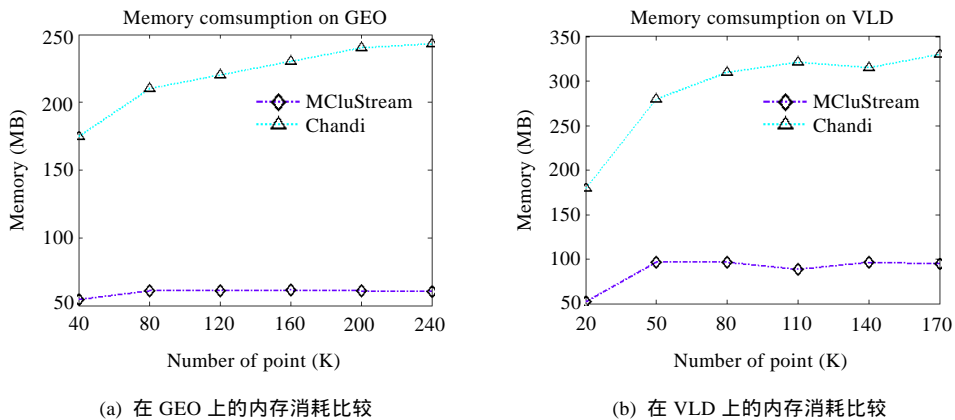 Memory comsumption on GEO
250
200
150
100
50
Memory (MB)
MCluStream
Chandi
40 80 120 160 200 240
Number of point (K)
(a) 在 GEO 上的内存消耗比较
Memory comsumption on VLD
350
300
250
200
150
100
50
Memory (MB)
MCluStream
Chandi
20 50 80 110 140 170
Number of point (K)
(b) 在 VLD 上的内存消耗比较